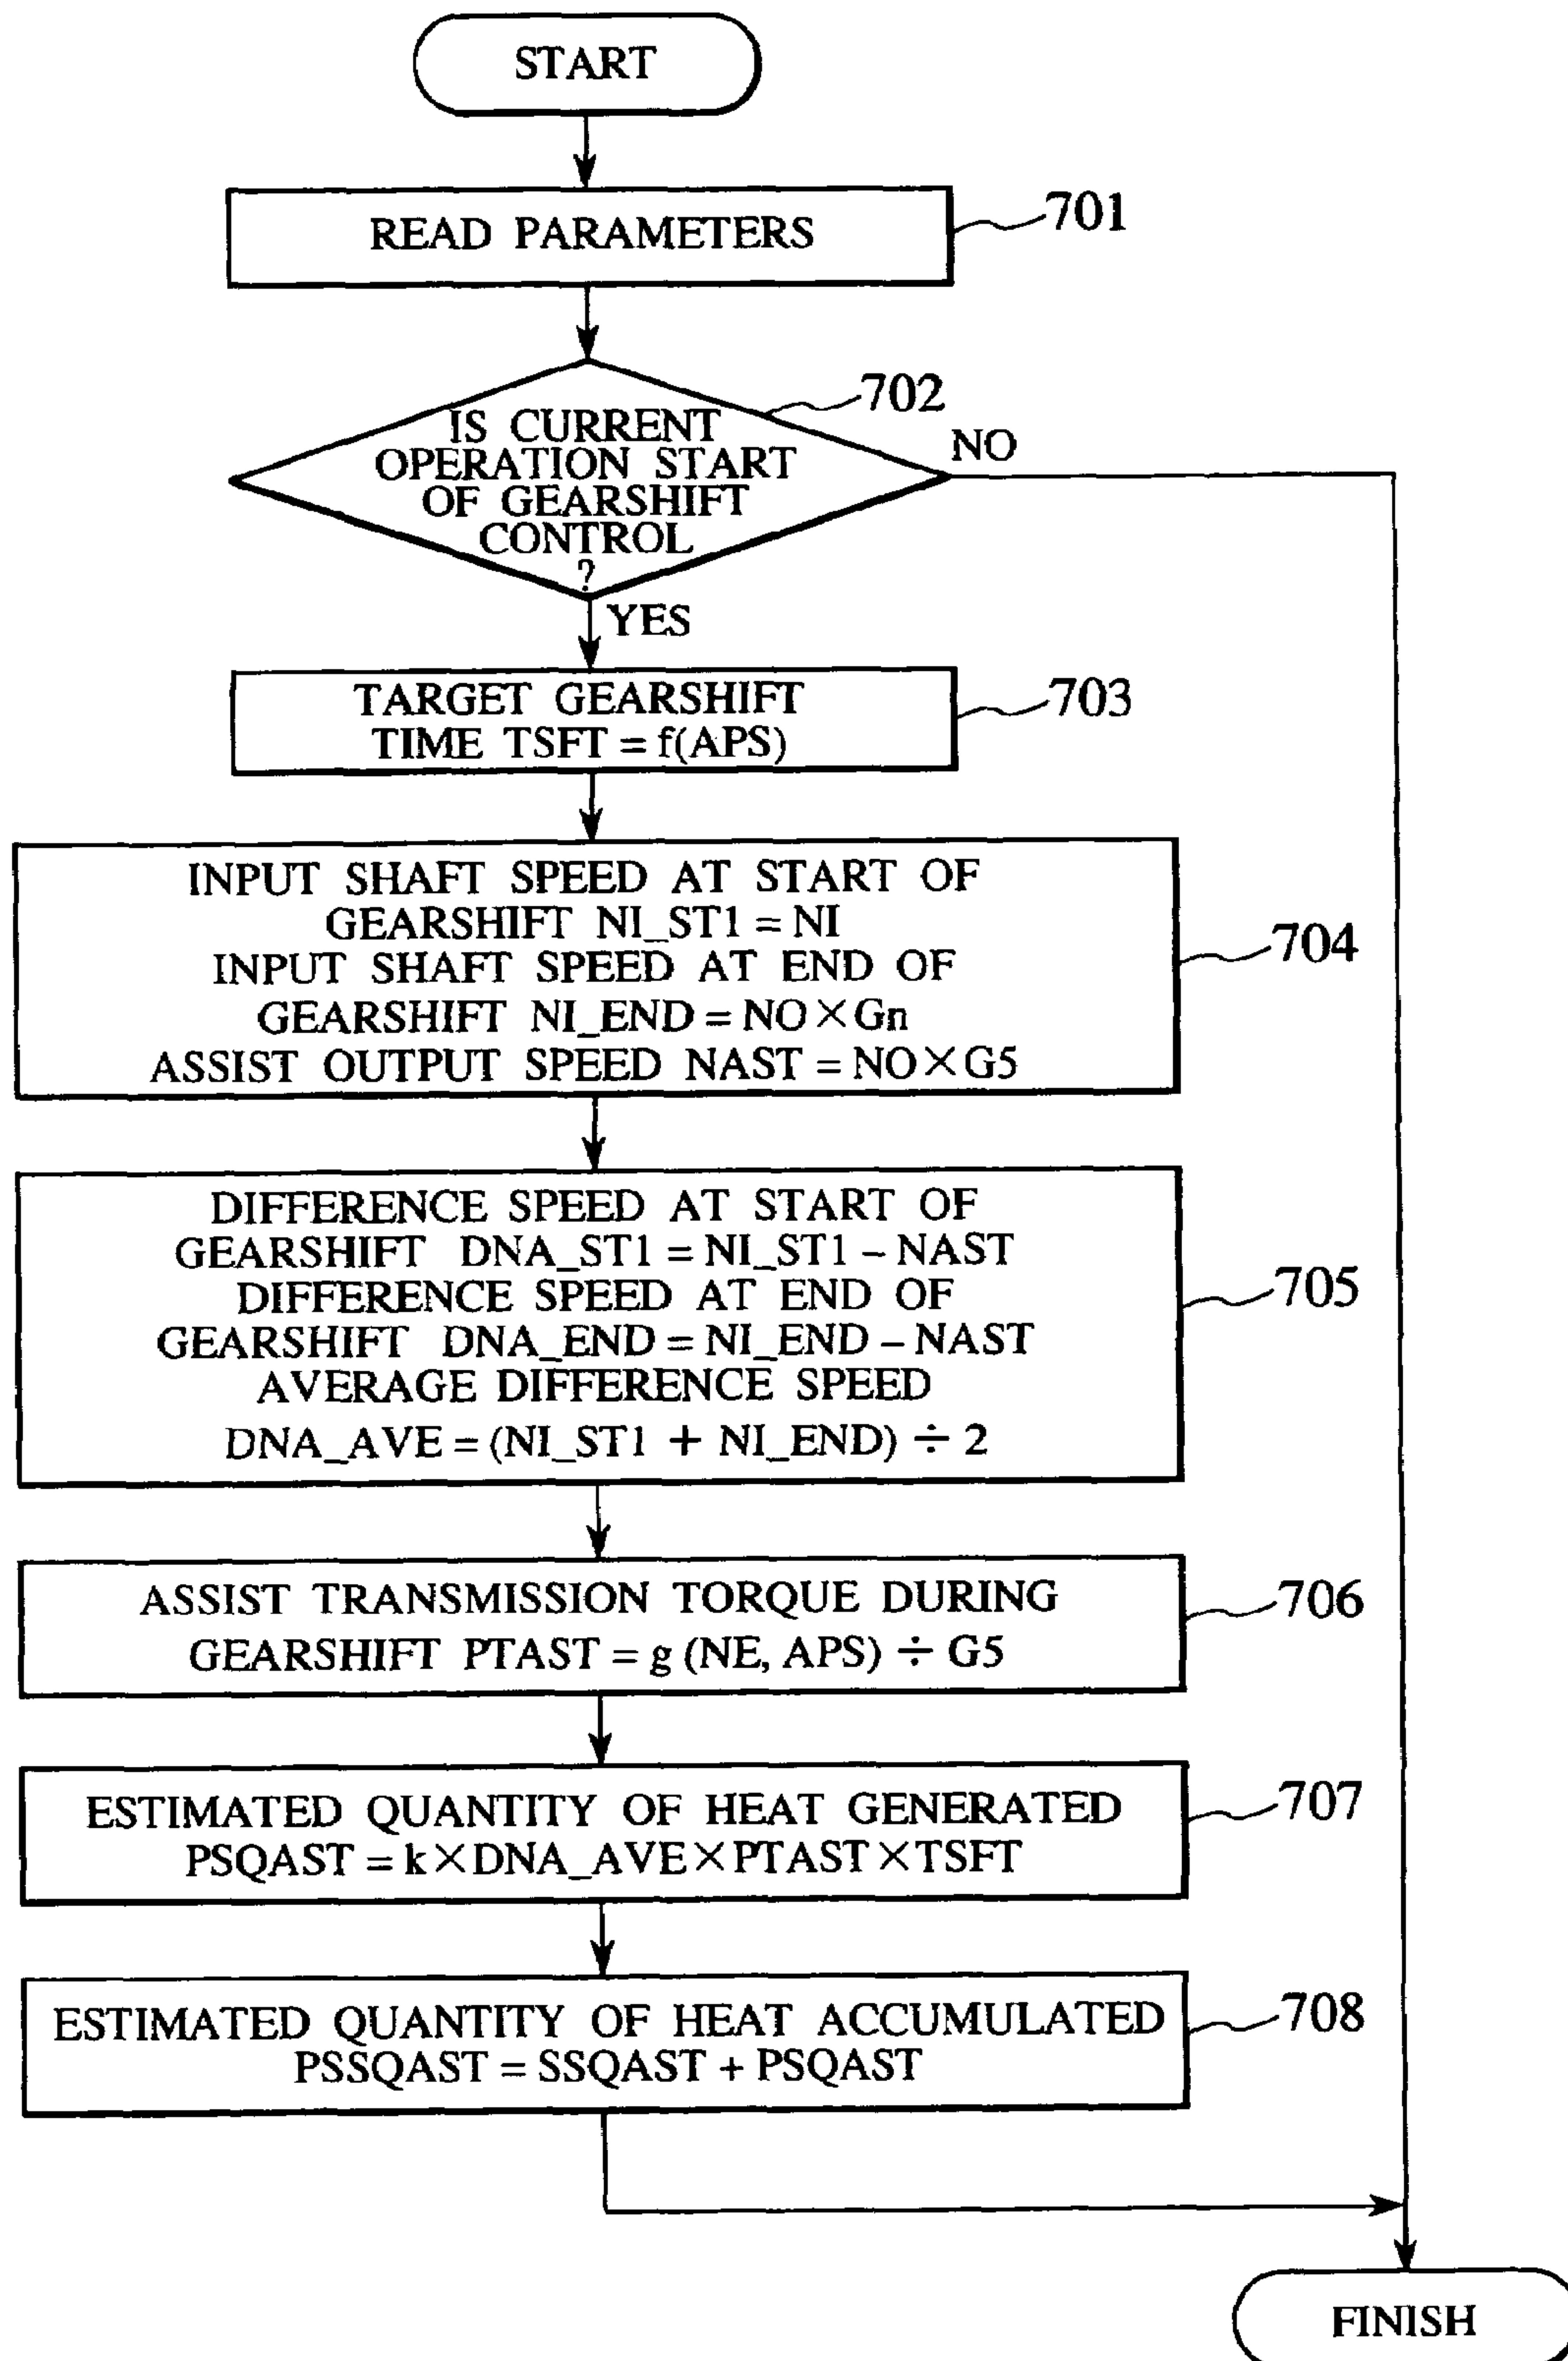 START
READ PARAMETERS
701
702
IS CURRENT
OPERATION START
OF GEARSHIFT
CONTROL
?
NO
YES
TARGET GEARSHIFT
TIME TSFT = f(APS)
703
INPUT SHAFT SPEED AT START OF
GEARSHIFT NI_ST1 = NI
INPUT SHAFT SPEED AT END OF
GEARSHIFT NI_END = NO×Gn
ASSIST OUTPUT SPEED NAST = NO×G5
704
DIFFERENCE SPEED AT START OF
GEARSHIFT DNA_ST1 = NI_ST1 – NAST
DIFFERENCE SPEED AT END OF
GEARSHIFT DNA_END = NI_END – NAST
AVERAGE DIFFERENCE SPEED
DNA_AVE = (NI_ST1 + NI_END) ÷ 2
705
ASSIST TRANSMISSION TORQUE DURING
GEARSHIFT PTAST = g (NE, APS) ÷ G5
706
ESTIMATED QUANTITY OF HEAT GENERATED
PSQAST = k×DNA_AVE×PTAST×TSFT
707
ESTIMATED QUANTITY OF HEAT ACCUMULATED
PSSQAST = SSQAST + PSQAST
708
FINISH